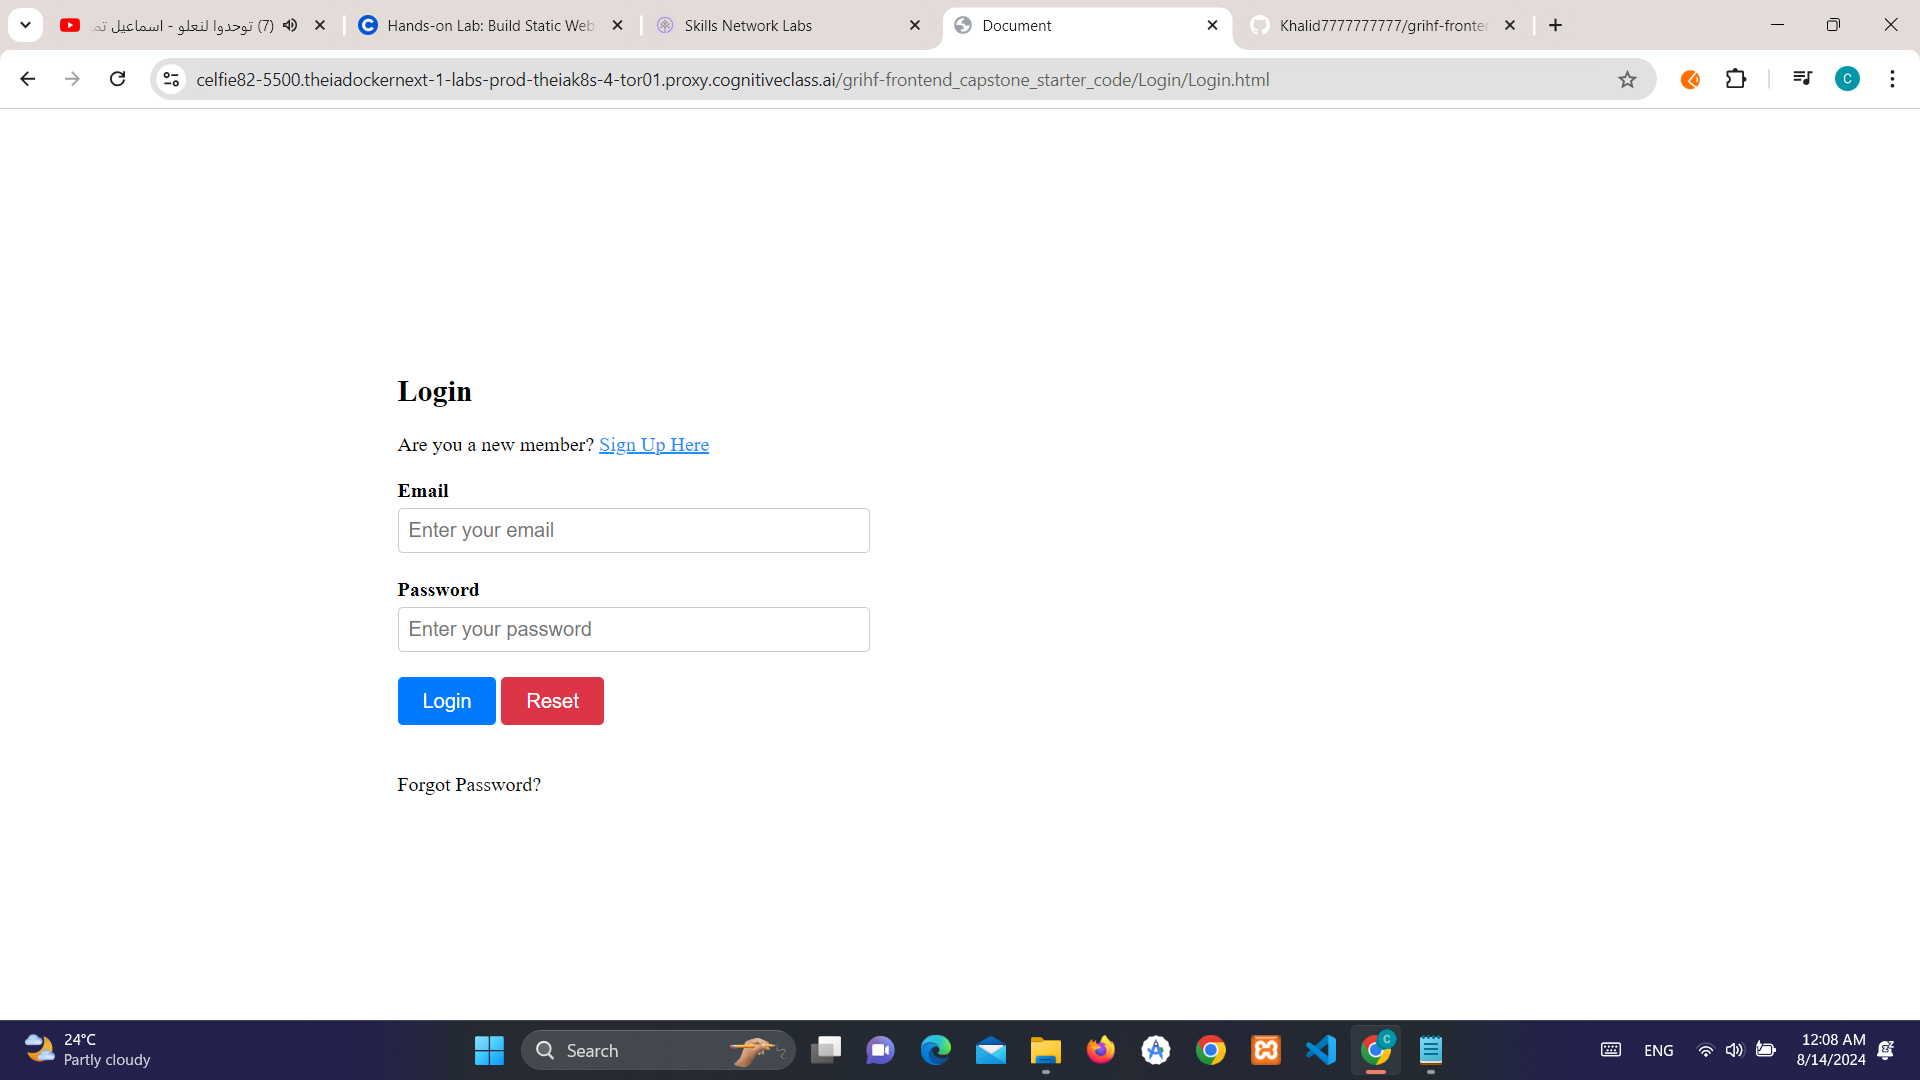 (7) توحدوا لنعلو - اسماعيل تم
Hands-on Lab: Build Static Web
Skills Network Labs
Document
Khalid7777777777/grihf-fronte
celfie82-5500.theiadockernext-1-labs-prod-theiak8s-4-tor01.proxy.cognitiveclass.ai/grihf-frontend_capstone_starter_code/Login/Login.html
C
Login
Are you a new member? Sign Up Here
Email
Enter your email
Password
Enter your password
Login Reset
Forgot Password?
24°C
Partly cloudy
Search
C
ENG
12:08 AM
8/14/2024